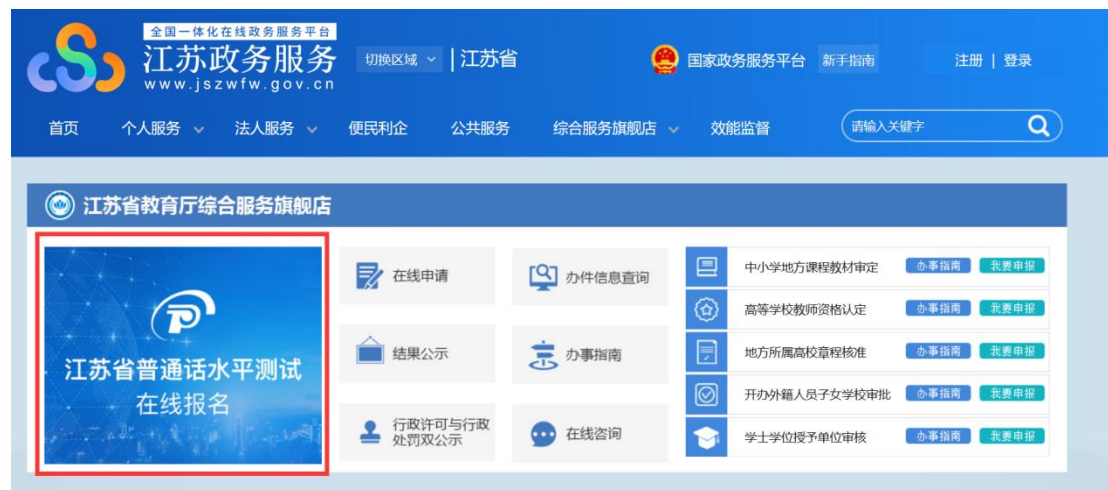 全国一体化在线政务服务平台
江苏政务服务
www.jszwfw.gov.cn
切换区域
江苏省
国家政务服务平台
新手指南
注册 | 登录
首页
个人服务
法人服务
便民利企
公共服务
综合服务旗舰店
效能监督
请输入关键字
江苏省教育厅综合服务旗舰店
江苏省普通话水平测试
在线报名
在线申请
办件信息查询
结果公示
办事指南
行政许可与行政
处罚双公示
在线咨询
中小学地方课程教材审定 办事指南 我要申报
高等学校教师资格认定 办事指南 我要申报
地方所属高校章程核准 办事指南 我要申报
开办外籍人员子女学校审批 办事指南 我要申报
学士学位授予单位审核 办事指南 我要申报